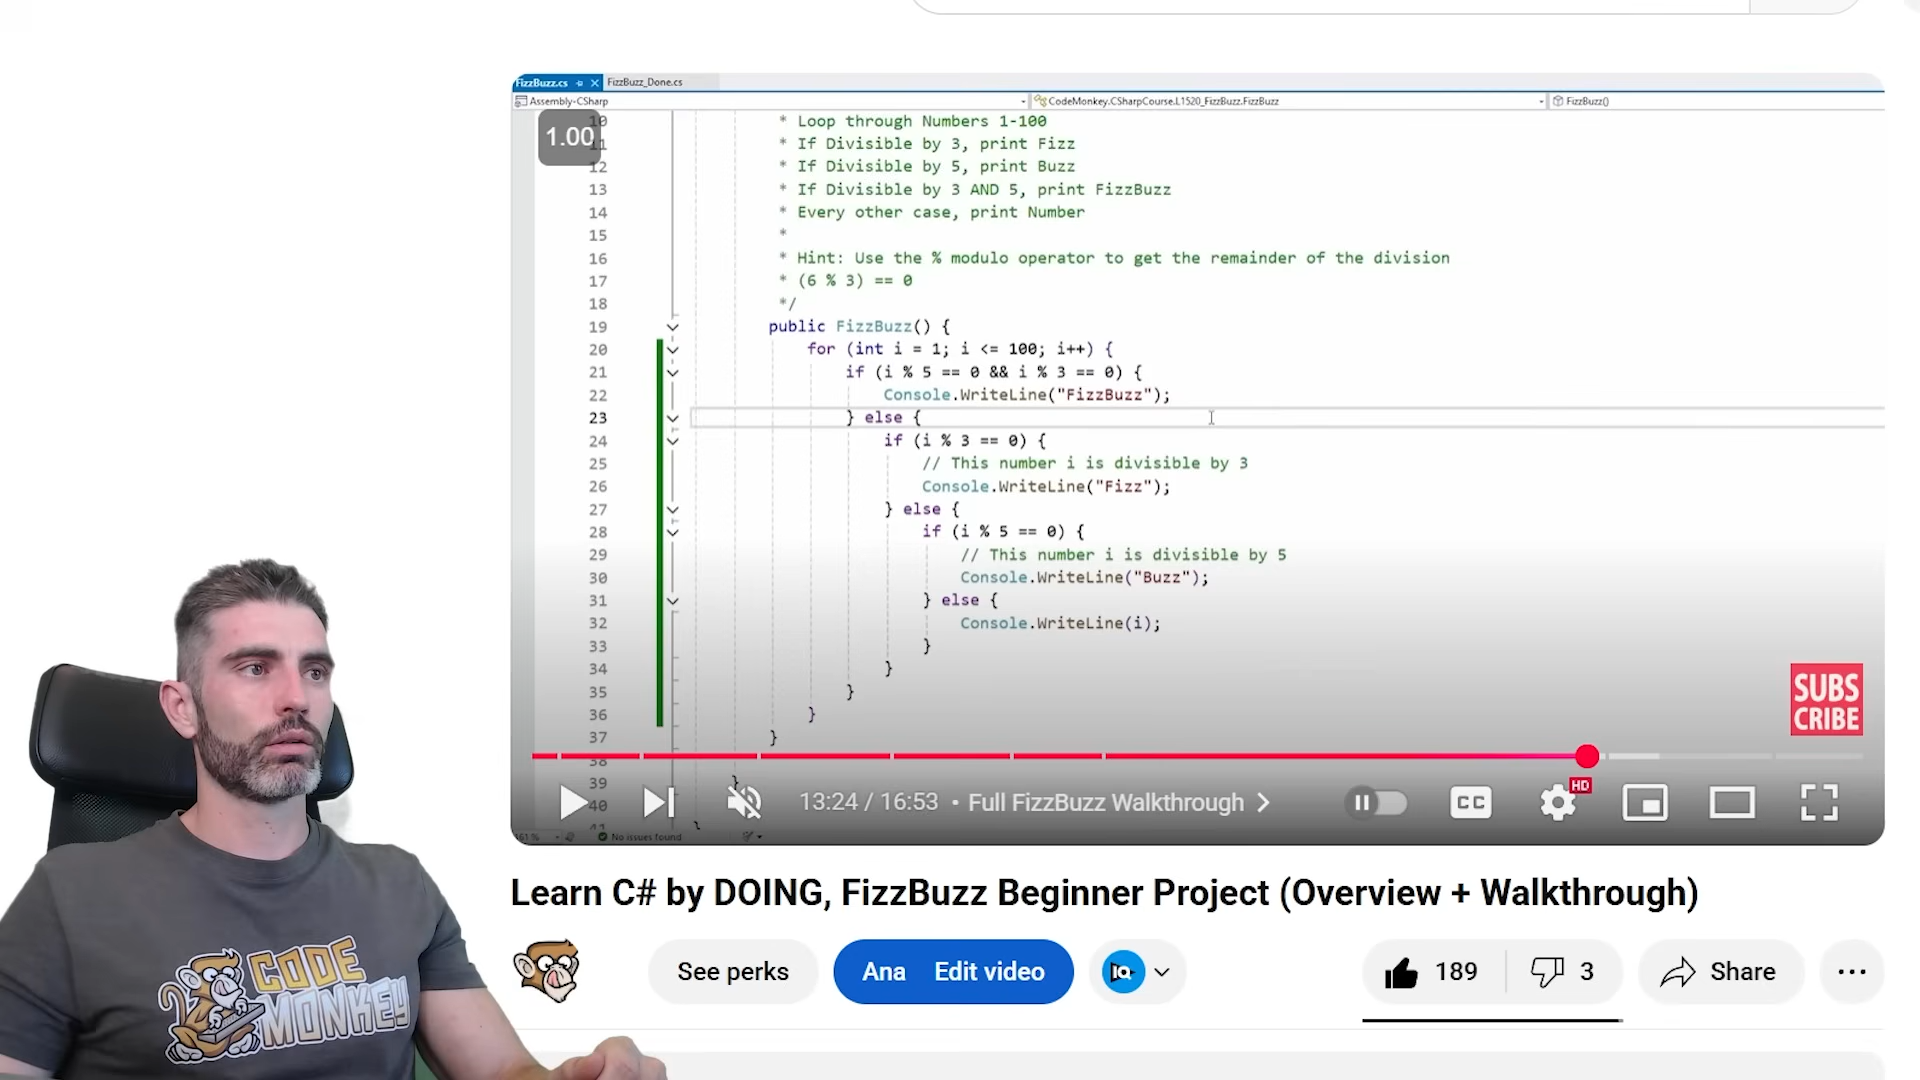 FizzBuzz.cs
FizzBuzz_Done.cs
Assembly-CSharp
CodeMonkey.CSharpCourse.L1520_FizzBuzz.FizzBuzz
FizzBuzz()
1.00
10 * Loop through Numbers 1-100
11 * If Divisible by 3, print Fizz
12 * If Divisible by 5, print Buzz
13 * If Divisible by 3 AND 5, print FizzBuzz
14 * Every other case, print Number
15 *
16 * Hint: Use the % modulo operator to get the remainder of the division
17 * (6 % 3) == 0
18 */
19 public FizzBuzz() {
20 for (int i = 1; i <= 100; i++) {
21 if (i % 5 == 0 && i % 3 == 0) {
22 Console.WriteLine("FizzBuzz");
23 } else {
24 if (i % 3 == 0) {
25 // This number i is divisible by 3
26 Console.WriteLine("Fizz");
27 } else {
28 if (i % 5 == 0) {
29 // This number i is divisible by 5
30 Console.WriteLine("Buzz");
31 } else {
32 Console.WriteLine(i);
33 }
34 }
35 }
36 }
37 }
38
39 }
40
41 }
SUBS
CRIBE
13:24 / 16:53 • Full FizzBuzz Walkthrough
CC
HD
161 %
No issues found
Learn C# by DOING, FizzBuzz Beginner Project (Overview + Walkthrough)
See perks
Ana
Edit video
189
3
Share
CODE
MONKEY